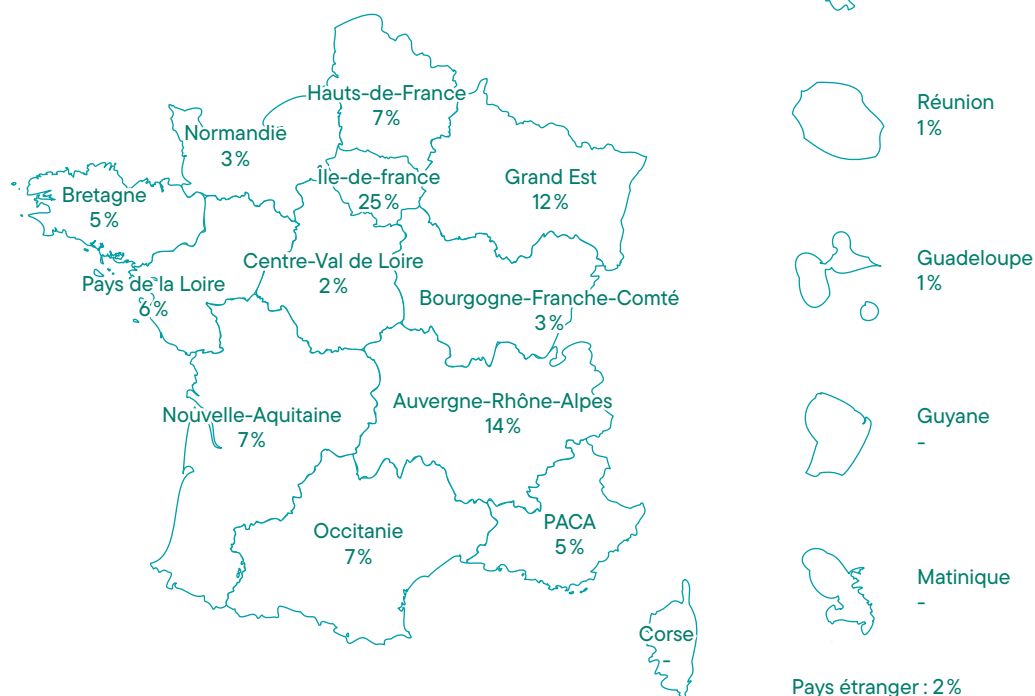 Hauts-de-France
7%
Normandie
3%
Île-de-france
25%
Grand Est
12%
Bretagne
5%
Centre-Val de Loire
2%
Pays de la Loire
6%
Bourgogne-Franche-Comté
3%
Nouvelle-Aquitaine
7%
Auvergne-Rhône-Alpes
14%
Occitanie
7%
PACA
5%
Corse
-
Réunion
1%
Guadeloupe
1%
Guyane
-
Matinique
-
Pays étranger : 2%